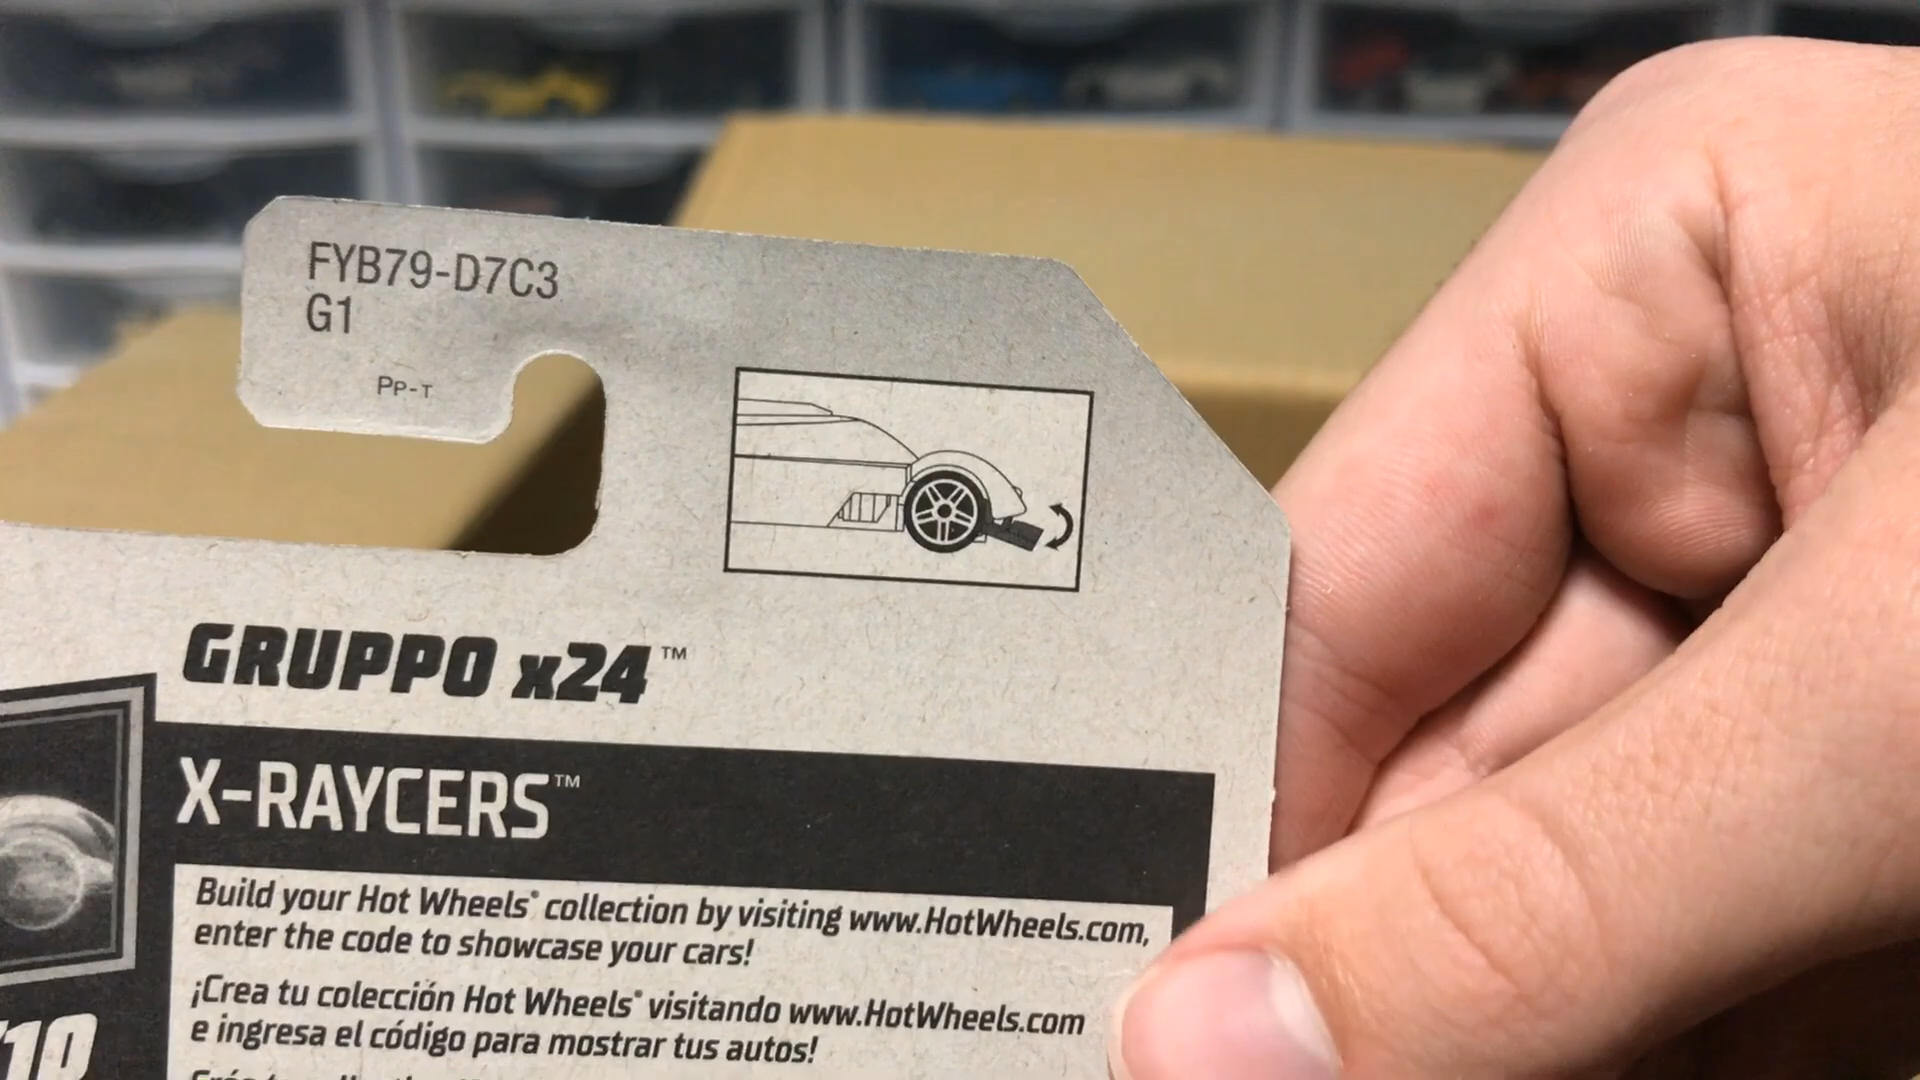 FYB79-D7C3
G1
PP-T
GRUPPO x24™
X-RAYCERS™
Build your Hot Wheels® collection by visiting www.HotWheels.com,
enter the code to showcase your cars!
¡Crea tu colección Hot Wheels® visitando www.HotWheels.com
e ingresa el código para mostrar tus autos!
10